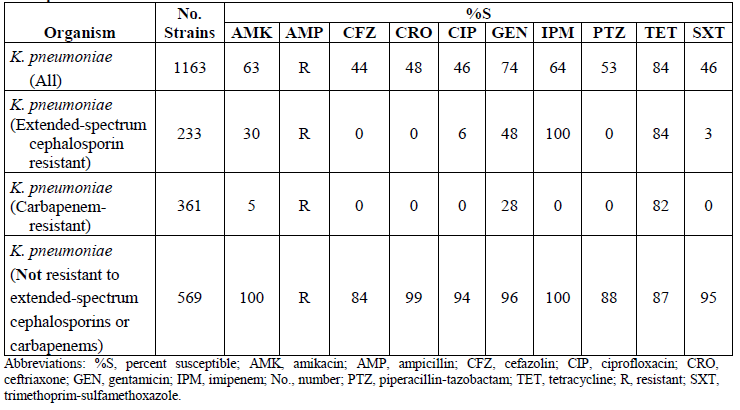 Organism No. Strains %S
AMK AMP CFZ CRO CIP GEN IPM PTZ TET SXT
K. pneumoniae (All) 1163 63 R 44 48 46 74 64 53 84 46
K. pneumoniae (Extended-spectrum cephalosporin resistant) 233 30 R 0 0 6 48 100 0 84 3
K. pneumoniae (Carbapenem-resistant) 361 5 R 0 0 0 28 0 0 82 0
K. pneumoniae (Not resistant to extended-spectrum cephalosporins or carbapenems) 569 100 R 84 99 94 96 100 88 87 95
Abbreviations: %S, percent susceptible; AMK, amikacin; AMP, ampicillin; CFZ, cefazolin; CIP, ciprofloxacin; CRO,
ceftriaxone; GEN, gentamicin; IPM, imipenem; No., number; PTZ, piperacillin-tazobactam; TET, tetracycline; R, resistant; SXT,
trimethoprim-sulfamethoxazole.